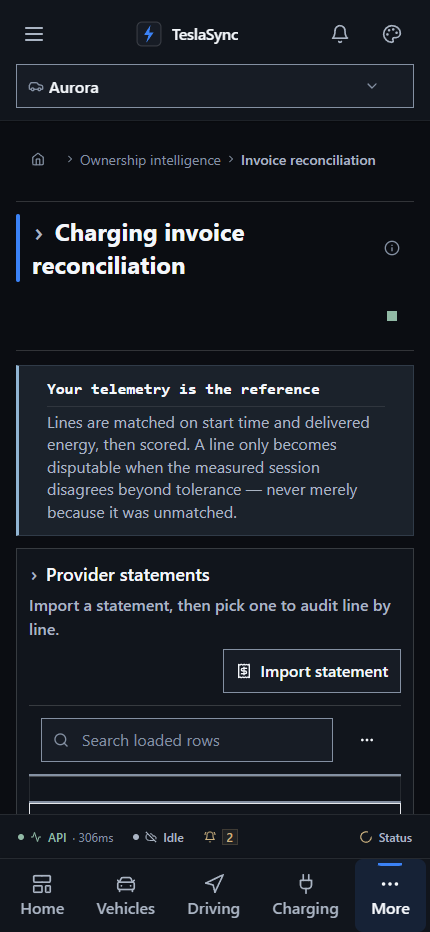 TeslaSync
Aurora
Ownership intelligence
Invoice reconciliation
Charging invoice
reconciliation
Your telemetry is the reference
Lines are matched on start time and delivered
energy, then scored. A line only becomes
disputable when the measured session
disagrees beyond tolerance — never merely
because it was unmatched.
Provider statements
Import a statement, then pick one to audit line by
line.
Import statement
Search loaded rows
API · 306ms
Idle
2
Status
Home
Vehicles
Driving
Charging
More